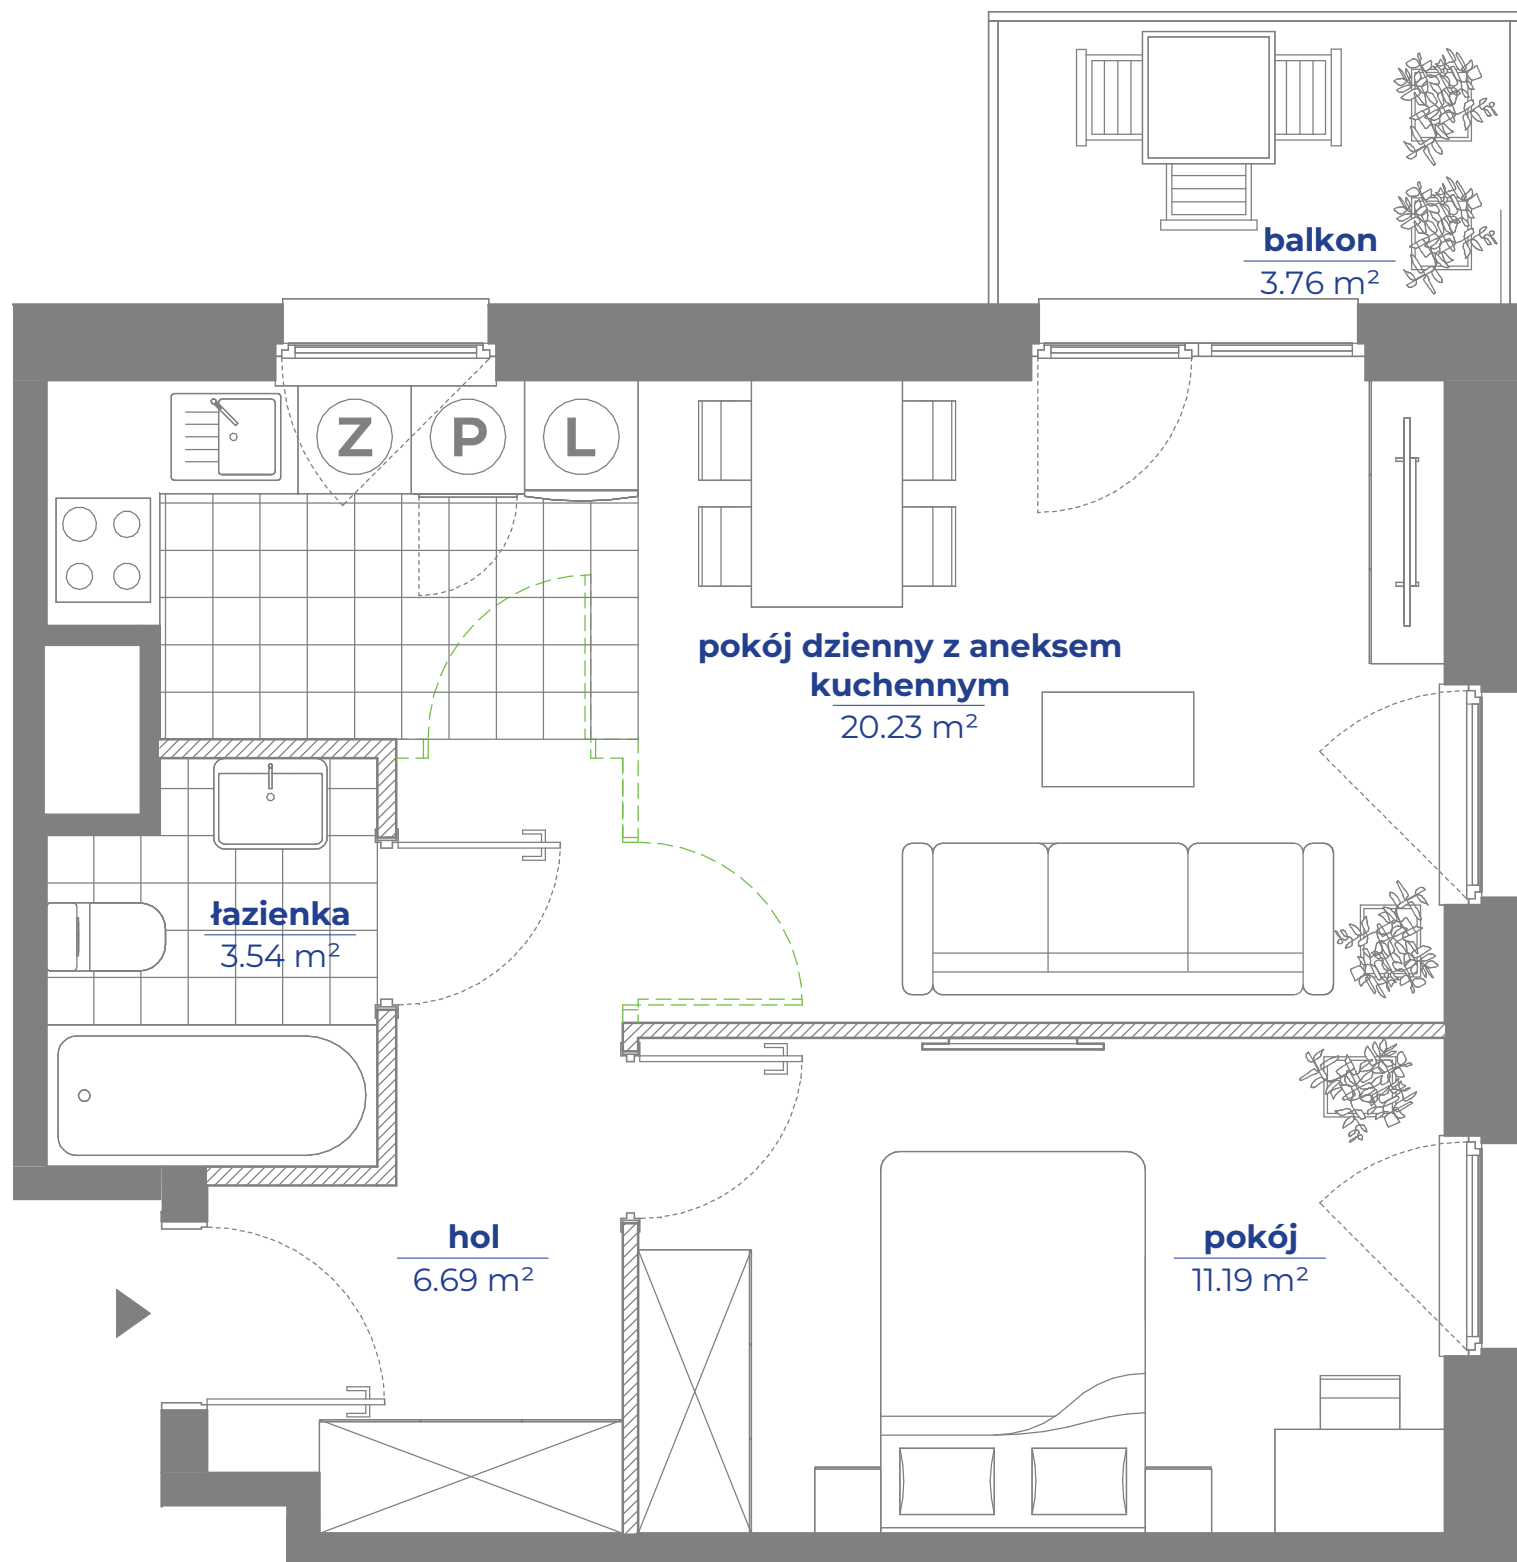 balkon
3.76 m²
Z P L
pokój dzienny z aneksem
kuchennym
20.23 m²
łazienka
3.54 m²
hol
6.69 m²
pokój
11.19 m²